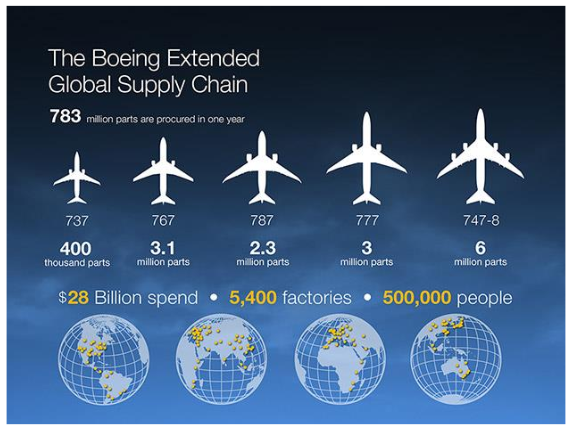 The Boeing Extended
Global Supply Chain
783 million parts are procured in one year
737 767 787 777 747-8
400 3.1 2.3 3 6
thousand parts million parts million parts million parts million parts
$28 Billion spend • 5,400 factories • 500,000 people